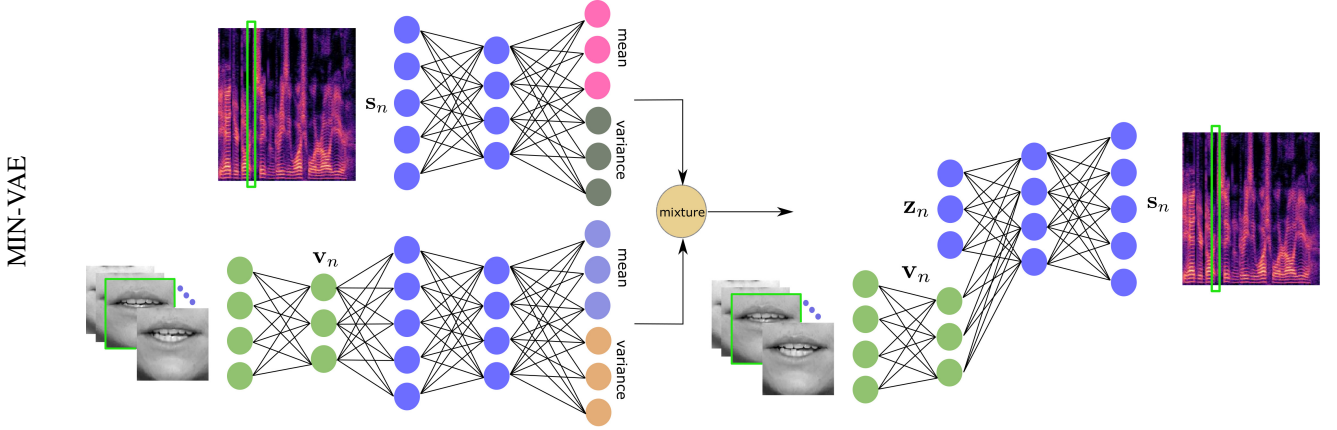 MIN-VAE
s_n
mean
variance
v_n
mean
variance
mixture
z_n
v_n
s_n